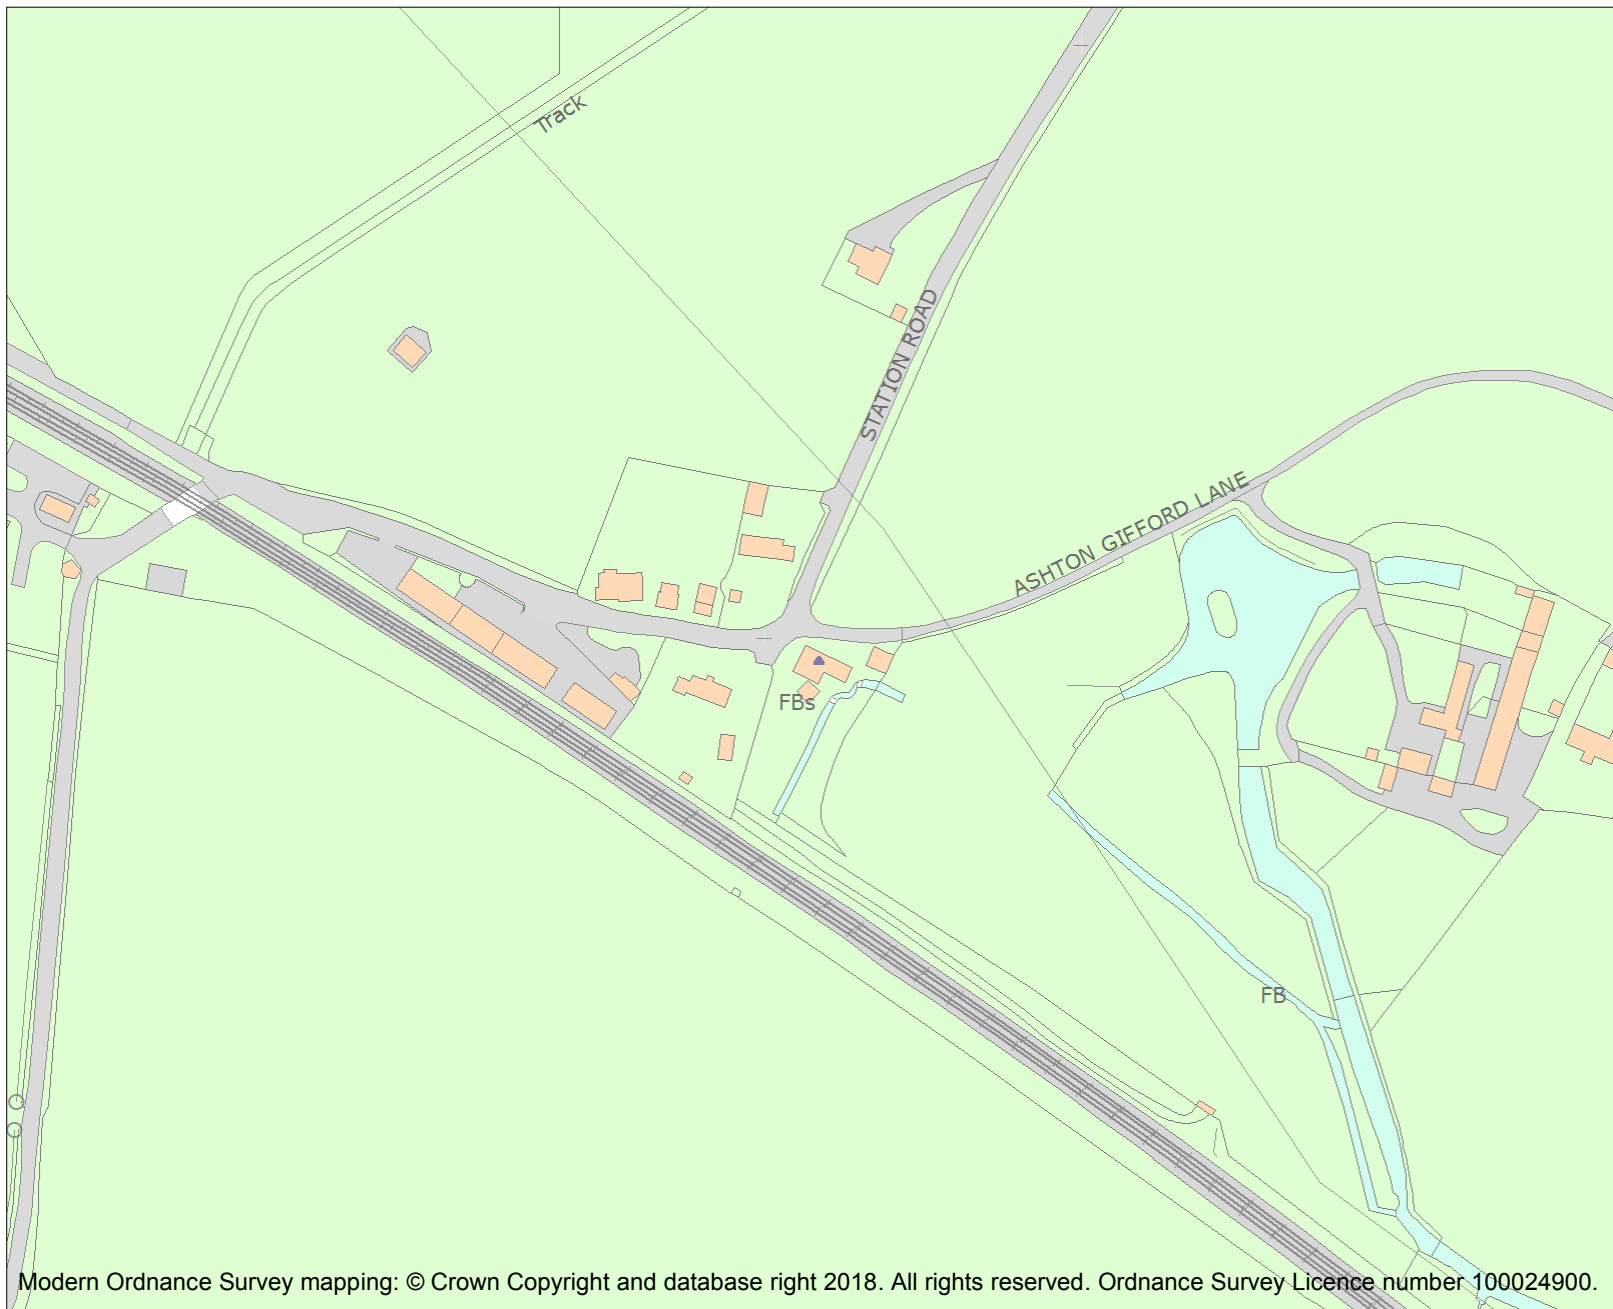 Track
STATION ROAD
ASHTON GIFFORD LANE
FBs
FB
Modern Ordnance Survey mapping: © Crown Copyright and database right 2018. All rights reserved. Ordnance Survey Licence number 100024900.